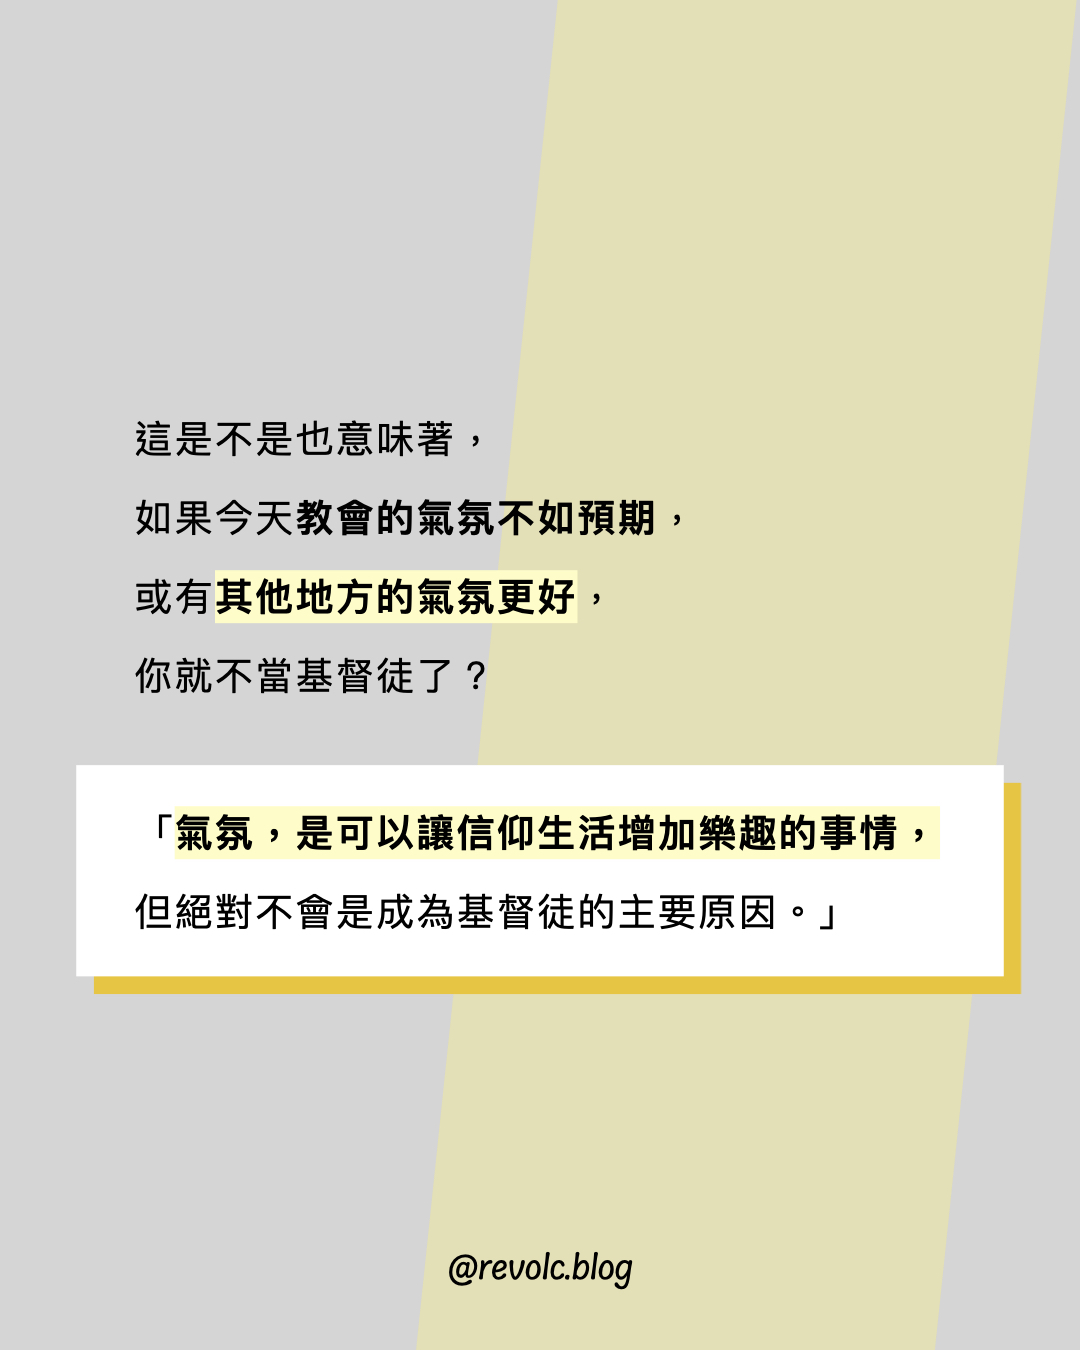 這是不是也意味著，
如果今天教會的氣氛不如預期，
或有其他地方的氣氛更好，
你就不當基督徒了？
「氣氛，是可以讓信仰生活增加樂趣的事情，
但絕對不會是成為基督徒的主要原因。」
@revolc.blog